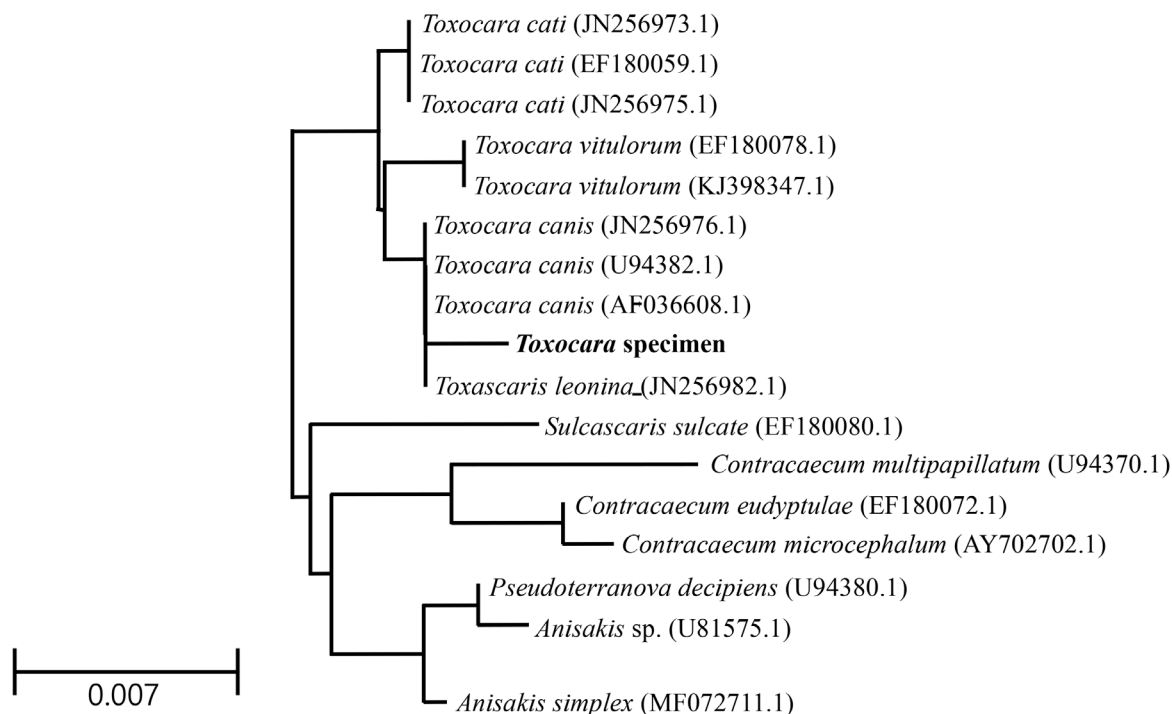 Toxocara cati (JN256973.1)
Toxocara cati (EF180059.1)
Toxocara cati (JN256975.1)
Toxocara vitulorum (EF180078.1)
Toxocara vitulorum (KJ398347.1)
Toxocara canis (JN256976.1)
Toxocara canis (U94382.1)
Toxocara canis (AF036608.1)
Toxocara specimen
Toxascaris leonina_(JN256982.1)
Sulcascaris sulcate (EF180080.1)
Contracaecum multipapillatum (U94370.1)
Contracaecum eudyptulae (EF180072.1)
Contracaecum microcephalum (AY702702.1)
Pseudoterranova decipiens (U94380.1)
Anisakis sp. (U81575.1)
Anisakis simplex (MF072711.1)
0.007